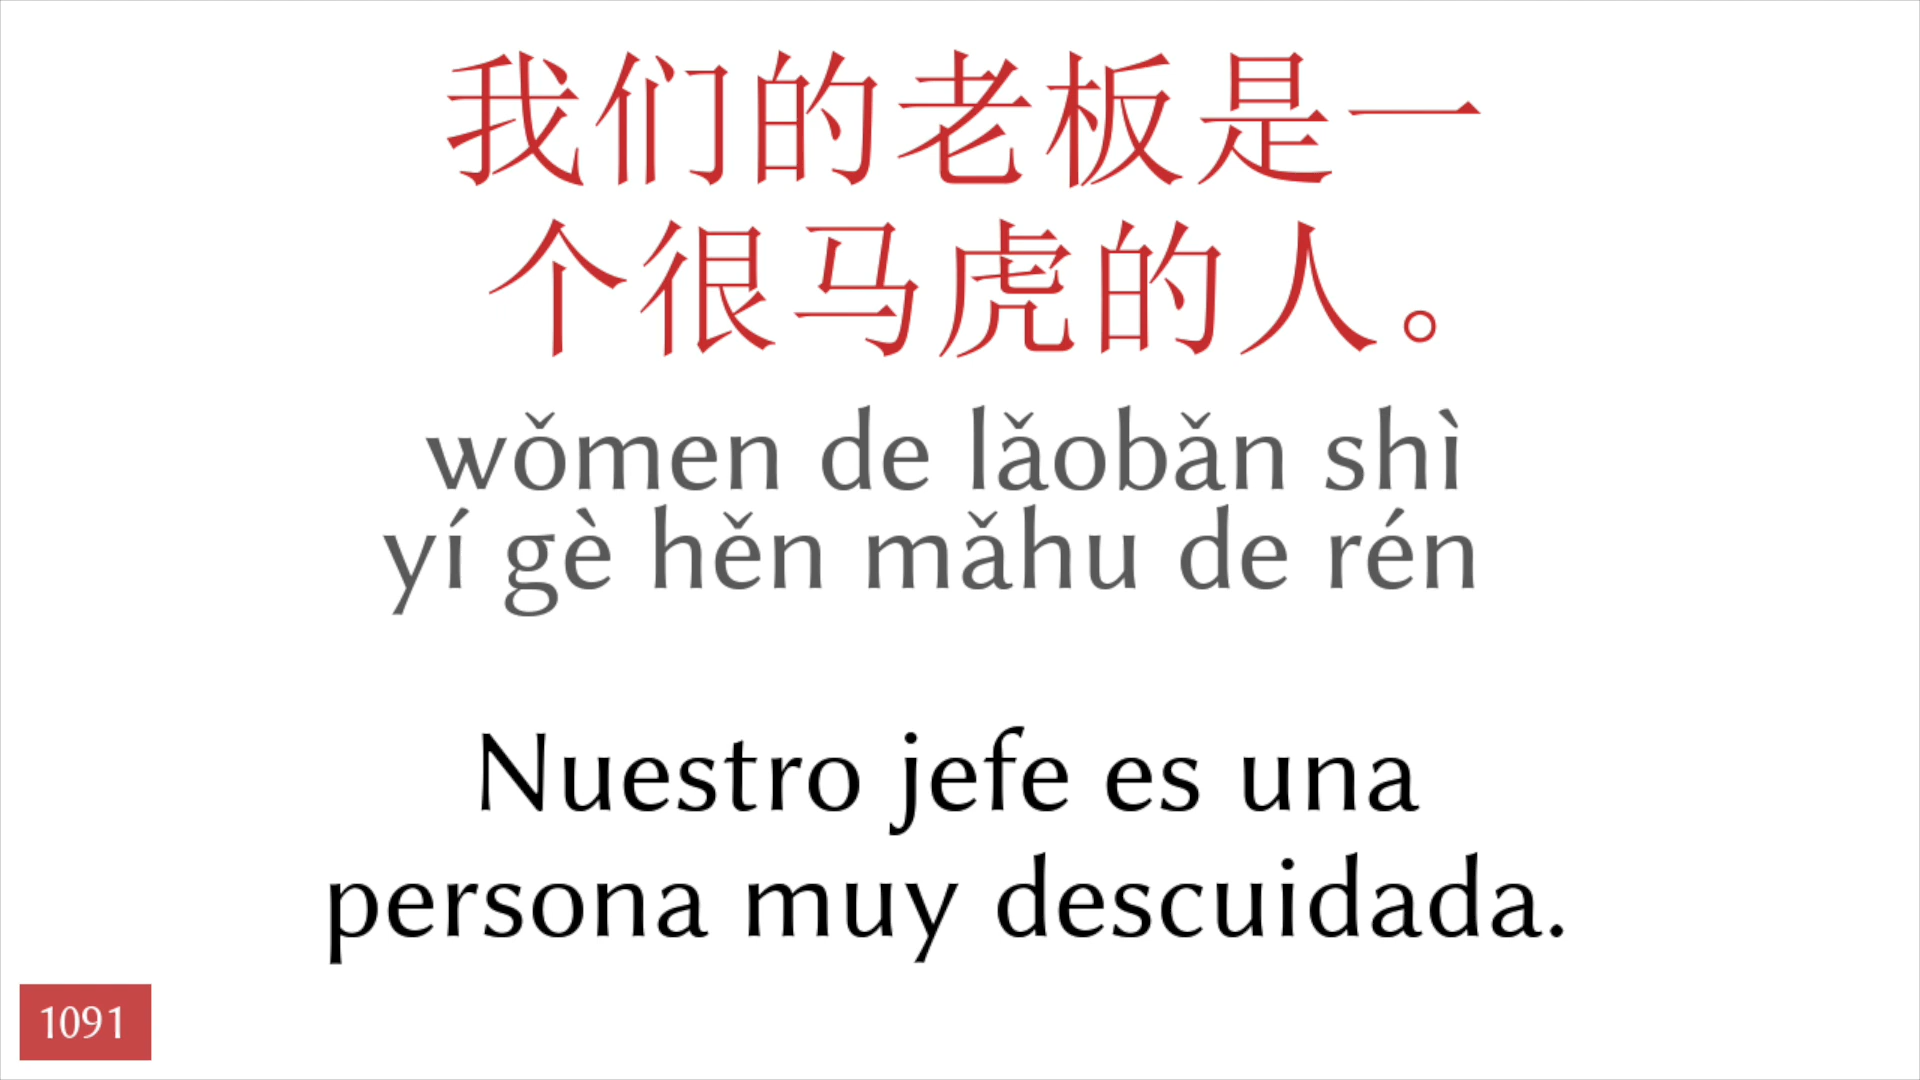 我们的老板是一
个很马虎的人。
wǒmen de lǎobǎn shì
yí gè hěn mǎhu de rén
Nuestro jefe es una
persona muy descuidada.
1091